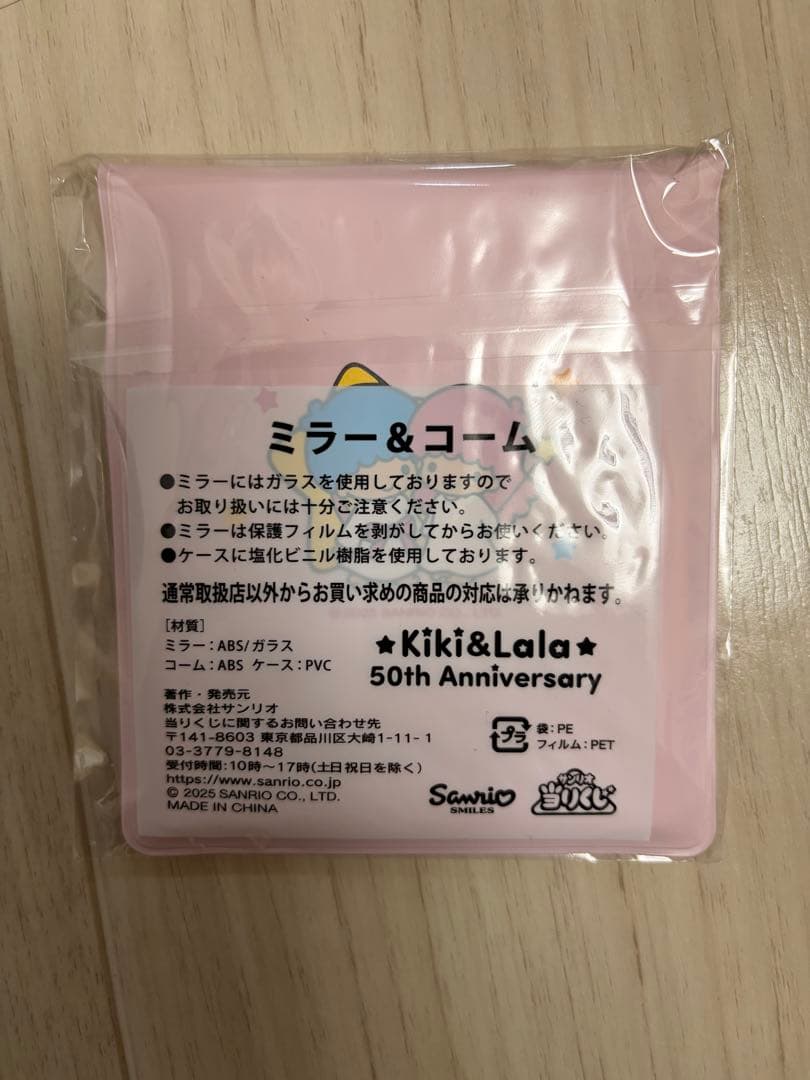 ミラー＆コーム
●ミラーにはガラスを使用しておりますので
お取り扱いには十分ご注意ください。
●ミラーは保護フィルムを剥がしてからお使いください。
●ケースに塩化ビニル樹脂を使用しております。
通常取扱店以外からお買い求めの商品の対応は承りかねます。
［材質］
ミラー：ABS/ガラス
コーム：ABS ケース：PVC
★Kiki&Lala★
50th Anniversary
著作・発売元
株式会社サンリオ
当りくじに関するお問い合わせ先
〒141-8603 東京都品川区大崎1-11-1
03-3779-8148
受付時間：10時～17時(土日祝日を除く)
https://www.sanrio.co.jp
© 2025 SANRIO CO., LTD.
MADE IN CHINA
プラ
袋：PE
フィルム：PET
Sanrio
SMILES
サンリオ
当りくじ